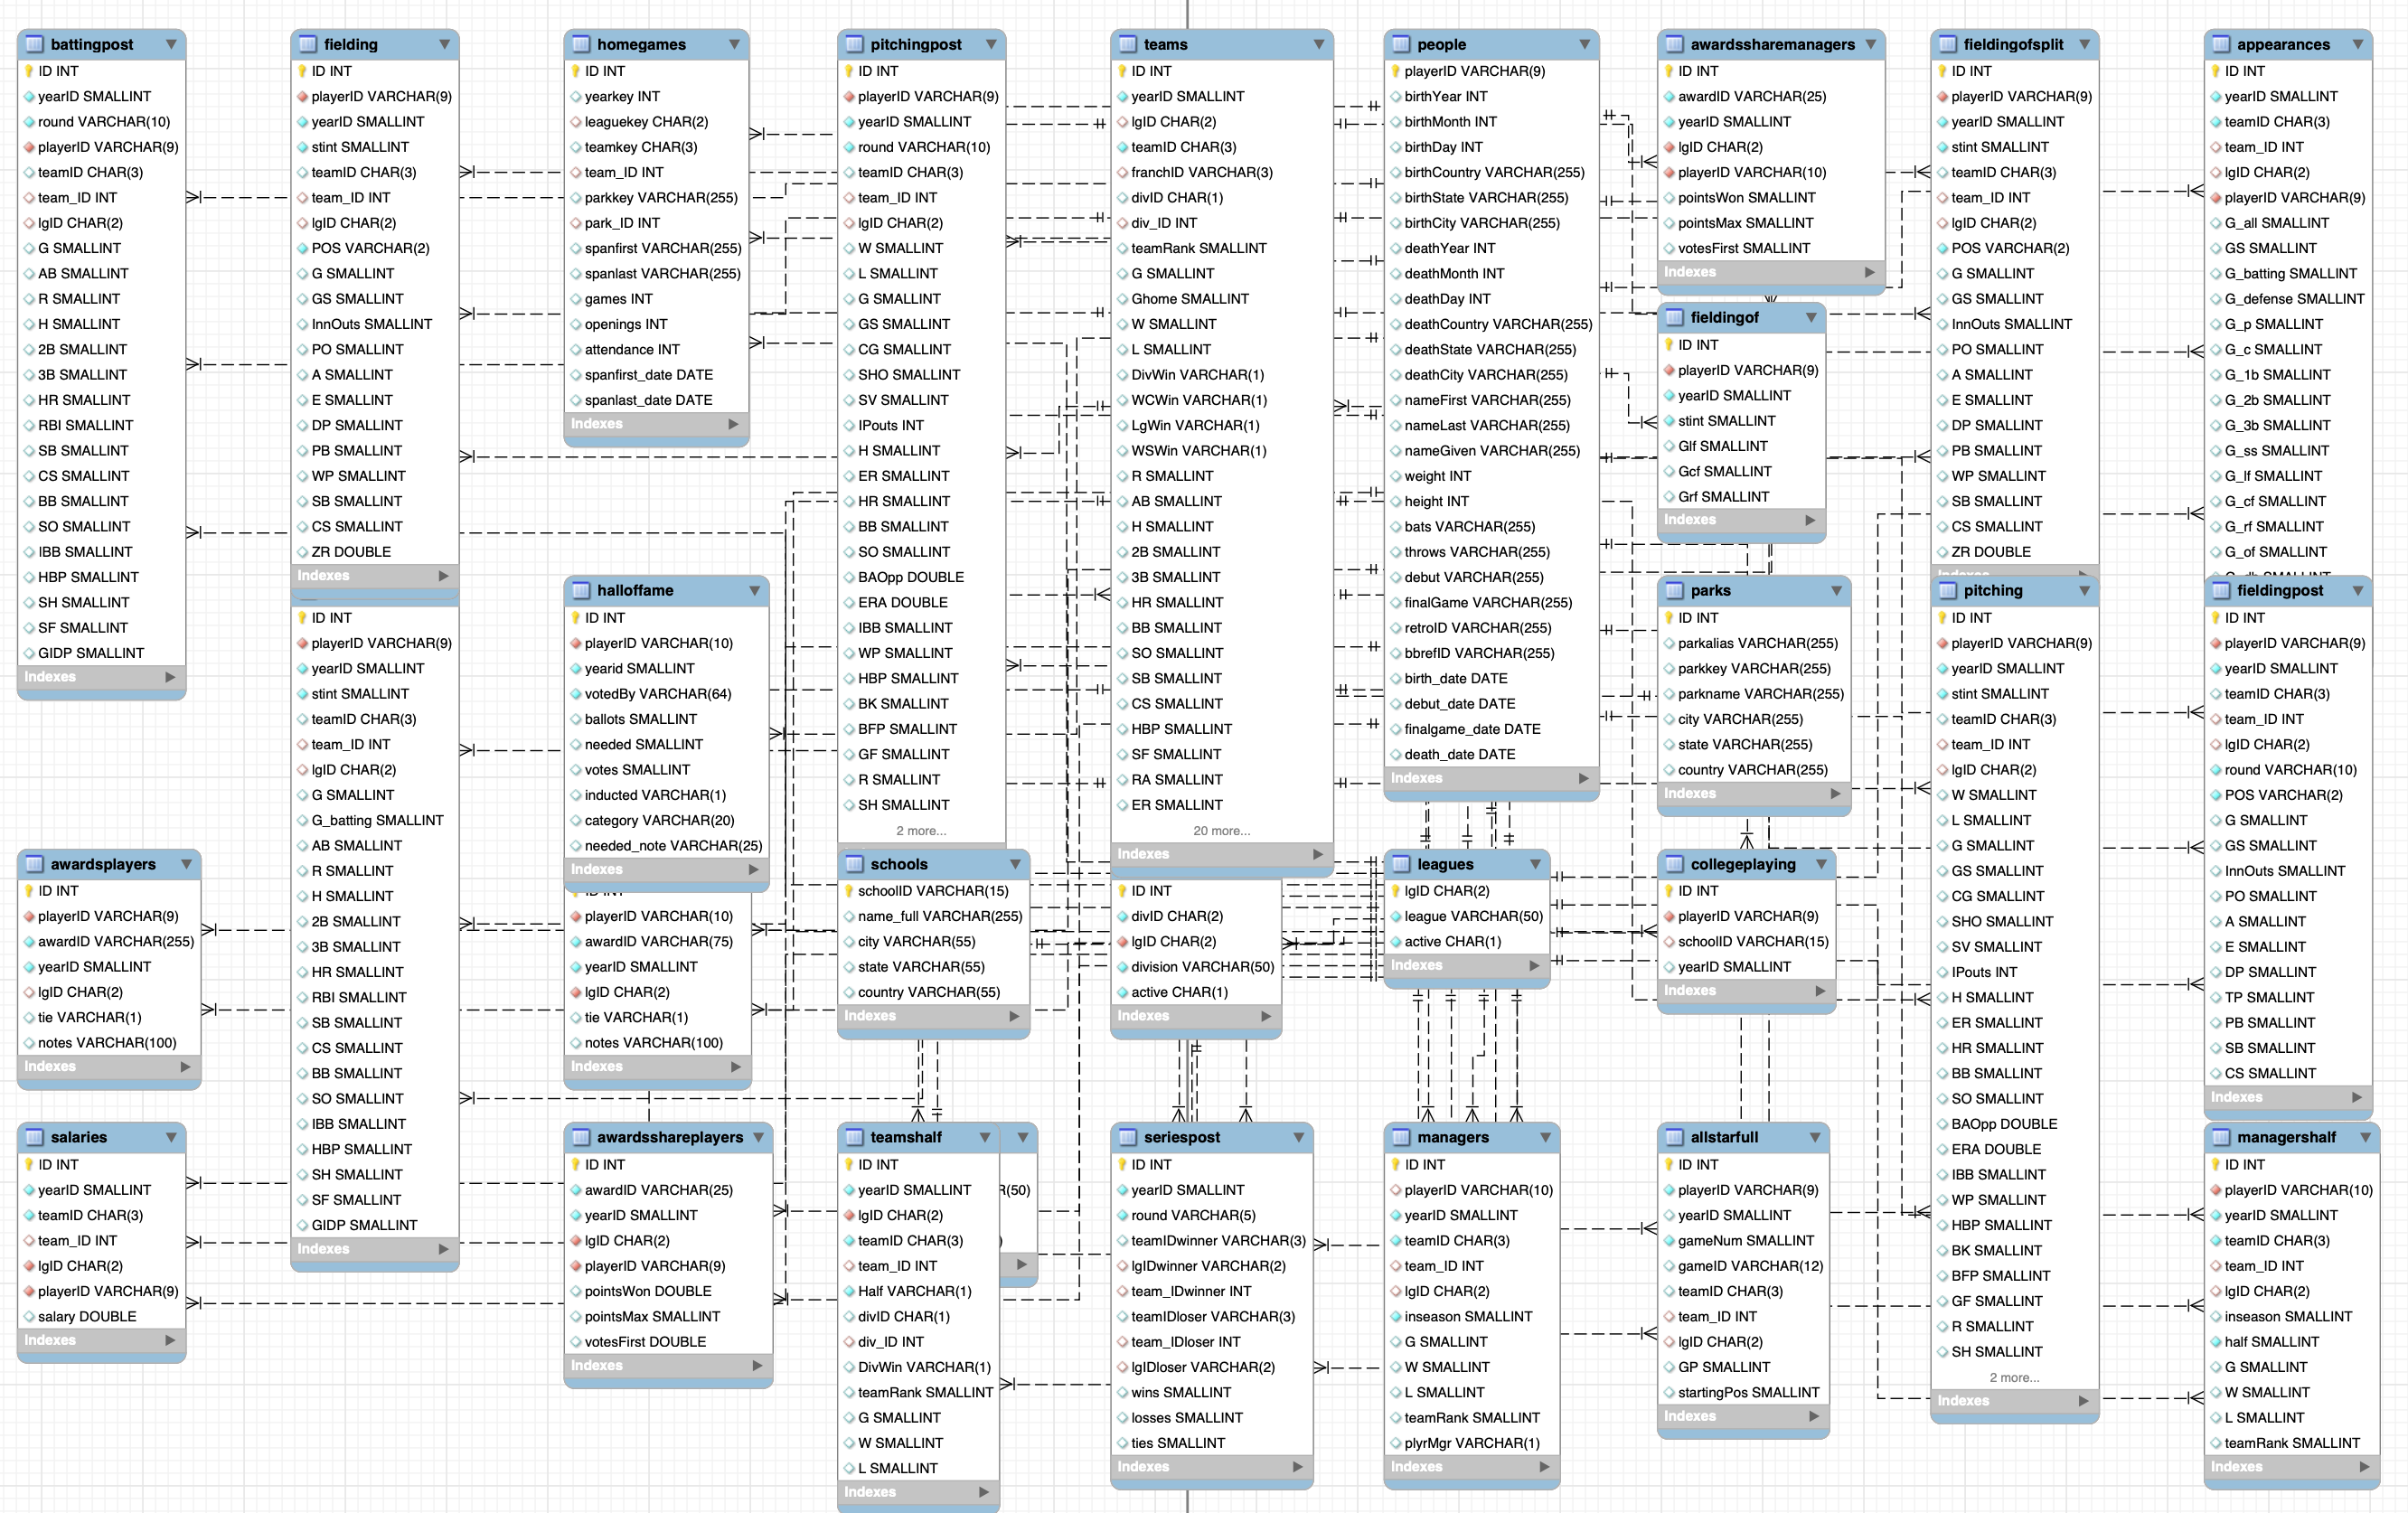 battingpost
ID INT
yearID SMALLINT
round VARCHAR(10)
playerID VARCHAR(9)
teamID CHAR(3)
team_ID INT
lgID CHAR(2)
G SMALLINT
AB SMALLINT
R SMALLINT
H SMALLINT
2B SMALLINT
3B SMALLINT
HR SMALLINT
RBI SMALLINT
SB SMALLINT
CS SMALLINT
BB SMALLINT
SO SMALLINT
IBB SMALLINT
HBP SMALLINT
SH SMALLINT
SF SMALLINT
GIDP SMALLINT
Indexes
awardsplayers
ID INT
playerID VARCHAR(9)
awardID VARCHAR(255)
yearID SMALLINT
lgID CHAR(2)
tie VARCHAR(1)
notes VARCHAR(100)
Indexes
salaries
ID INT
yearID SMALLINT
teamID CHAR(3)
team_ID INT
lgID CHAR(2)
playerID VARCHAR(9)
salary DOUBLE
Indexes
fielding
ID INT
playerID VARCHAR(9)
yearID SMALLINT
stint SMALLINT
teamID CHAR(3)
team_ID INT
lgID CHAR(2)
POS VARCHAR(2)
G SMALLINT
GS SMALLINT
InnOuts SMALLINT
PO SMALLINT
A SMALLINT
E SMALLINT
DP SMALLINT
PB SMALLINT
WP SMALLINT
SB SMALLINT
CS SMALLINT
ZR DOUBLE
Indexes
ID INT
playerID VARCHAR(9)
yearID SMALLINT
stint SMALLINT
teamID CHAR(3)
team_ID INT
lgID CHAR(2)
G SMALLINT
G_batting SMALLINT
AB SMALLINT
R SMALLINT
H SMALLINT
2B SMALLINT
3B SMALLINT
HR SMALLINT
RBI SMALLINT
SB SMALLINT
CS SMALLINT
BB SMALLINT
SO SMALLINT
IBB SMALLINT
HBP SMALLINT
SH SMALLINT
SF SMALLINT
GIDP SMALLINT
Indexes
homegames
ID INT
yearkey INT
leaguekey CHAR(2)
teamkey CHAR(3)
team_ID INT
parkkey VARCHAR(255)
park_ID INT
spanfirst VARCHAR(255)
spanlast VARCHAR(255)
games INT
openings INT
attendance INT
spanfirst_date DATE
spanlast_date DATE
Indexes
halloffame
ID INT
playerID VARCHAR(10)
yearid SMALLINT
votedBy VARCHAR(64)
ballots SMALLINT
needed SMALLINT
votes SMALLINT
inducted VARCHAR(1)
category VARCHAR(20)
needed_note VARCHAR(25)
Indexes
ID INT
playerID VARCHAR(10)
awardID VARCHAR(75)
yearID SMALLINT
lgID CHAR(2)
tie VARCHAR(1)
notes VARCHAR(100)
Indexes
awardsshareplayers
ID INT
awardID VARCHAR(25)
yearID SMALLINT
lgID CHAR(2)
playerID VARCHAR(9)
pointsWon DOUBLE
pointsMax SMALLINT
votesFirst DOUBLE
Indexes
pitchingpost
ID INT
playerID VARCHAR(9)
yearID SMALLINT
round VARCHAR(10)
teamID CHAR(3)
team_ID INT
lgID CHAR(2)
W SMALLINT
L SMALLINT
G SMALLINT
GS SMALLINT
CG SMALLINT
SHO SMALLINT
SV SMALLINT
IPouts INT
H SMALLINT
ER SMALLINT
HR SMALLINT
BB SMALLINT
SO SMALLINT
BAOpp DOUBLE
ERA DOUBLE
IBB SMALLINT
WP SMALLINT
HBP SMALLINT
BK SMALLINT
BFP SMALLINT
GF SMALLINT
R SMALLINT
SH SMALLINT
2 more...
schools
schoolID VARCHAR(15)
name_full VARCHAR(255)
city VARCHAR(55)
state VARCHAR(55)
country VARCHAR(55)
Indexes
teamshalf
ID INT
yearID SMALLINT
lgID CHAR(2)
teamID CHAR(3)
team_ID INT
Half VARCHAR(1)
divID CHAR(1)
div_ID INT
DivWin VARCHAR(1)
teamRank SMALLINT
G SMALLINT
W SMALLINT
L SMALLINT
Indexes
R(50)
)
teams
ID INT
yearID SMALLINT
lgID CHAR(2)
teamID CHAR(3)
franchID VARCHAR(3)
divID CHAR(1)
div_ID INT
teamRank SMALLINT
G SMALLINT
Ghome SMALLINT
W SMALLINT
L SMALLINT
DivWin VARCHAR(1)
WCWin VARCHAR(1)
LgWin VARCHAR(1)
WSWin VARCHAR(1)
R SMALLINT
AB SMALLINT
H SMALLINT
2B SMALLINT
3B SMALLINT
HR SMALLINT
BB SMALLINT
SO SMALLINT
SB SMALLINT
CS SMALLINT
HBP SMALLINT
SF SMALLINT
RA SMALLINT
ER SMALLINT
20 more...
Indexes
ID INT
divID CHAR(2)
lgID CHAR(2)
division VARCHAR(50)
active CHAR(1)
Indexes
seriespost
ID INT
yearID SMALLINT
round VARCHAR(5)
teamIDwinner VARCHAR(3)
lgIDwinner VARCHAR(2)
team_IDwinner INT
teamIDloser VARCHAR(3)
team_IDloser INT
lgIDloser VARCHAR(2)
wins SMALLINT
losses SMALLINT
ties SMALLINT
Indexes
people
playerID VARCHAR(9)
birthYear INT
birthMonth INT
birthDay INT
birthCountry VARCHAR(255)
birthState VARCHAR(255)
birthCity VARCHAR(255)
deathYear INT
deathMonth INT
deathDay INT
deathCountry VARCHAR(255)
deathState VARCHAR(255)
deathCity VARCHAR(255)
nameFirst VARCHAR(255)
nameLast VARCHAR(255)
nameGiven VARCHAR(255)
weight INT
height INT
bats VARCHAR(255)
throws VARCHAR(255)
debut VARCHAR(255)
finalGame VARCHAR(255)
retroID VARCHAR(255)
bbrefID VARCHAR(255)
birth_date DATE
debut_date DATE
finalgame_date DATE
death_date DATE
Indexes
leagues
lgID CHAR(2)
league VARCHAR(50)
active CHAR(1)
Indexes
managers
ID INT
playerID VARCHAR(10)
yearID SMALLINT
teamID CHAR(3)
team_ID INT
lgID CHAR(2)
inseason SMALLINT
G SMALLINT
W SMALLINT
L SMALLINT
teamRank SMALLINT
plyrMgr VARCHAR(1)
Indexes
awardssharemanagers
ID INT
awardID VARCHAR(25)
yearID SMALLINT
lgID CHAR(2)
playerID VARCHAR(10)
pointsWon SMALLINT
pointsMax SMALLINT
votesFirst SMALLINT
Indexes
fieldingof
ID INT
playerID VARCHAR(9)
yearID SMALLINT
stint SMALLINT
Glf SMALLINT
Gcf SMALLINT
Grf SMALLINT
Indexes
parks
ID INT
parkalias VARCHAR(255)
parkkey VARCHAR(255)
parkname VARCHAR(255)
city VARCHAR(255)
state VARCHAR(255)
country VARCHAR(255)
Indexes
collegeplaying
ID INT
playerID VARCHAR(9)
schoolID VARCHAR(15)
yearID SMALLINT
Indexes
allstarfull
ID INT
playerID VARCHAR(9)
yearID SMALLINT
gameNum SMALLINT
gameID VARCHAR(12)
teamID CHAR(3)
team_ID INT
lgID CHAR(2)
GP SMALLINT
startingPos SMALLINT
Indexes
fieldingofsplit
ID INT
playerID VARCHAR(9)
yearID SMALLINT
stint SMALLINT
teamID CHAR(3)
team_ID INT
lgID CHAR(2)
POS VARCHAR(2)
G SMALLINT
GS SMALLINT
InnOuts SMALLINT
PO SMALLINT
A SMALLINT
E SMALLINT
DP SMALLINT
PB SMALLINT
WP SMALLINT
SB SMALLINT
CS SMALLINT
ZR DOUBLE
Indexes
pitching
ID INT
playerID VARCHAR(9)
yearID SMALLINT
stint SMALLINT
teamID CHAR(3)
team_ID INT
lgID CHAR(2)
W SMALLINT
L SMALLINT
G SMALLINT
GS SMALLINT
CG SMALLINT
SHO SMALLINT
SV SMALLINT
IPouts INT
H SMALLINT
ER SMALLINT
HR SMALLINT
BB SMALLINT
SO SMALLINT
BAOpp DOUBLE
ERA DOUBLE
IBB SMALLINT
WP SMALLINT
HBP SMALLINT
BK SMALLINT
BFP SMALLINT
GF SMALLINT
R SMALLINT
SH SMALLINT
2 more...
Indexes
appearances
ID INT
yearID SMALLINT
teamID CHAR(3)
team_ID INT
lgID CHAR(2)
playerID VARCHAR(9)
G_all SMALLINT
GS SMALLINT
G_batting SMALLINT
G_defense SMALLINT
G_p SMALLINT
G_c SMALLINT
G_1b SMALLINT
G_2b SMALLINT
G_3b SMALLINT
G_ss SMALLINT
G_lf SMALLINT
G_cf SMALLINT
G_rf SMALLINT
G_of SMALLINT
fieldingpost
ID INT
playerID VARCHAR(9)
yearID SMALLINT
teamID CHAR(3)
team_ID INT
lgID CHAR(2)
round VARCHAR(10)
POS VARCHAR(2)
G SMALLINT
GS SMALLINT
InnOuts SMALLINT
PO SMALLINT
A SMALLINT
E SMALLINT
DP SMALLINT
TP SMALLINT
PB SMALLINT
SB SMALLINT
CS SMALLINT
Indexes
managershalf
ID INT
playerID VARCHAR(10)
yearID SMALLINT
teamID CHAR(3)
team_ID INT
lgID CHAR(2)
inseason SMALLINT
half SMALLINT
G SMALLINT
W SMALLINT
L SMALLINT
teamRank SMALLINT
Indexes